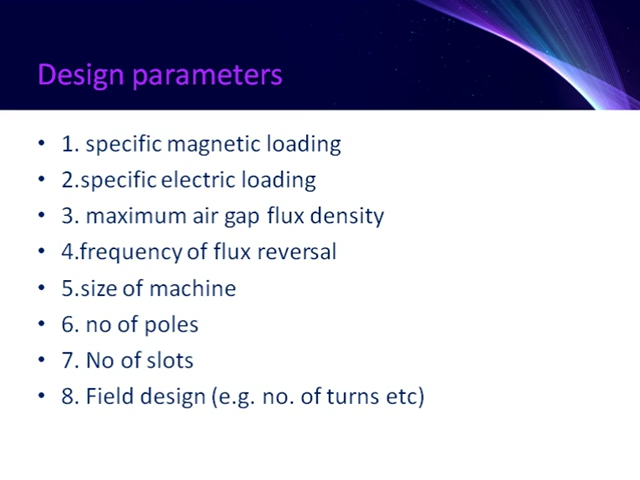 Design parameters
• 1. specific magnetic loading
• 2.specific electric loading
• 3. maximum air gap flux density
• 4.frequency of flux reversal
• 5.size of machine
• 6. no of poles
• 7. No of slots
• 8. Field design (e.g. no. of turns etc)